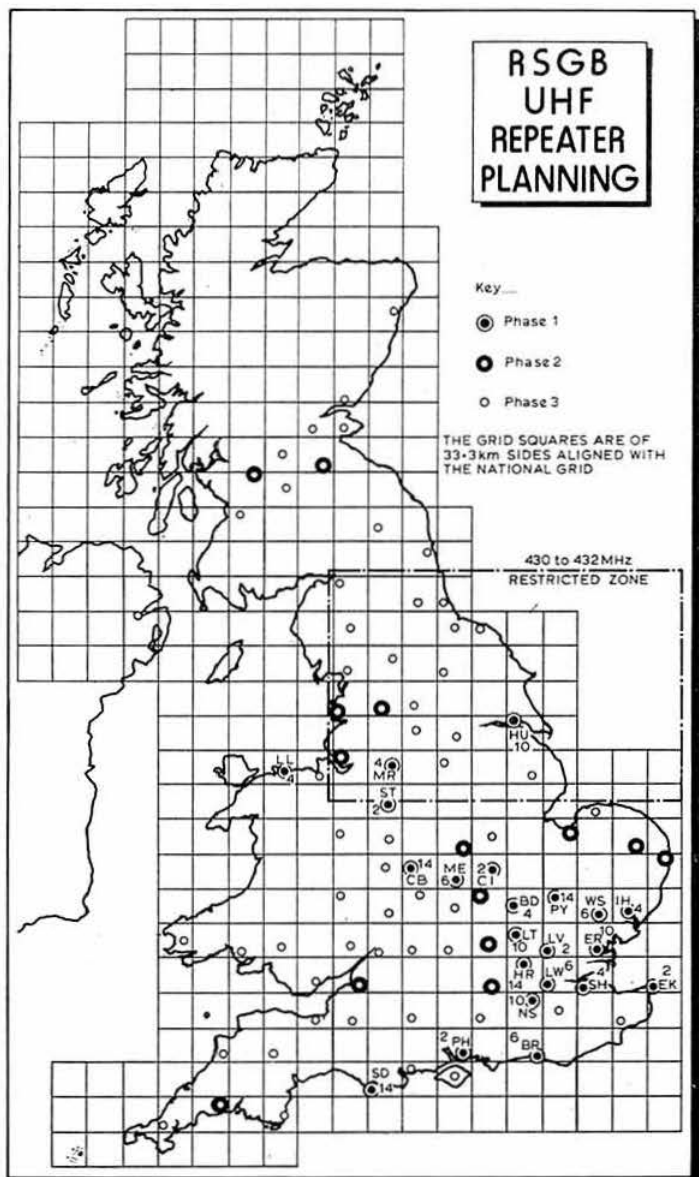 RSGB
UHF
REPEATER
PLANNING
Key
Phase 1
Phase 2
Phase 3
THE GRID SQUARES ARE OF
33·3km SIDES ALIGNED WITH
THE NATIONAL GRID
430 to 432MHz
RESTRICTED ZONE
HU
10
LL
4
4
MR
ST
2
14
CB
ME
6
2
CI
BD
4
14
PY
WS
6
IH
4
LT
10
LV
2
10
ER
HR
14
LW
6
4
SH
2
EK
10
NS
2
PH
6
BR
SD
14